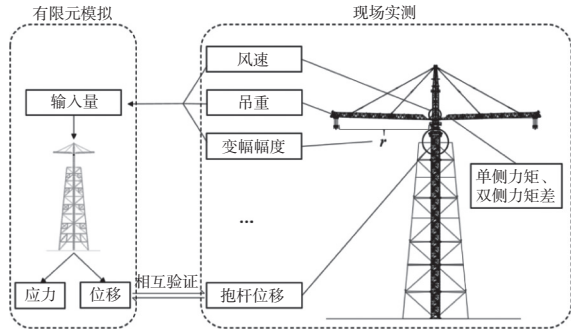 有限元模拟
现场实测
风速
输入量
吊重
变幅幅度
r
单侧力矩、
双侧力矩差
...
相互验证
应力
位移
抱杆位移